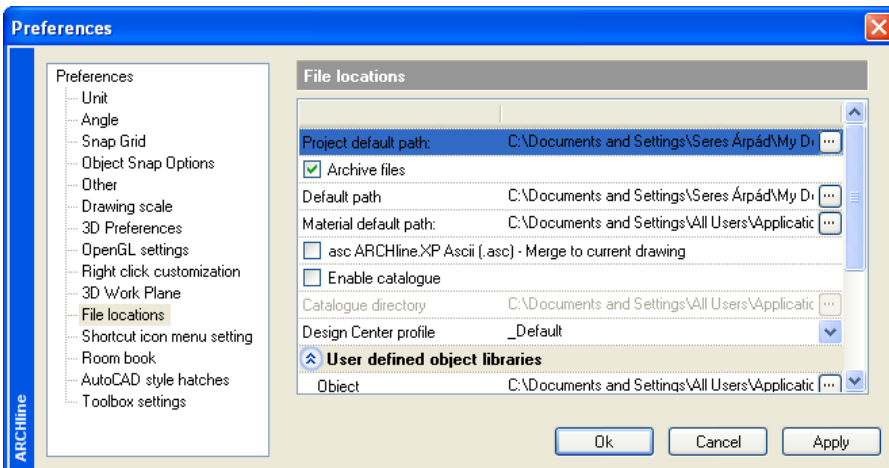 Preferences
ARCHline
Preferences
Unit
Angle
Snap Grid
Object Snap Options
Other
Drawing scale
3D Preferences
OpenGL settings
Right click customization
3D Work Plane
File locations
Shortcut icon menu setting
Room book
AutoCAD style hatches
Toolbox settings
File locations
Project default path: C:\Documents and Settings\Seres Árpád\My D ...
Archive files
Default path C:\Documents and Settings\Seres Árpád\My D ...
Material default path: C:\Documents and Settings\All Users\Applicatic ...
asc ARCHline.XP Ascii (.asc) - Merge to current drawing
Enable catalogue
Catalogue directory C:\Documents and Settings\All Users\Applicatic ...
Design Center profile _Default
User defined object libraries
Object C:\Documents and Settings\All Users\Applicatic ...
Ok Cancel Apply